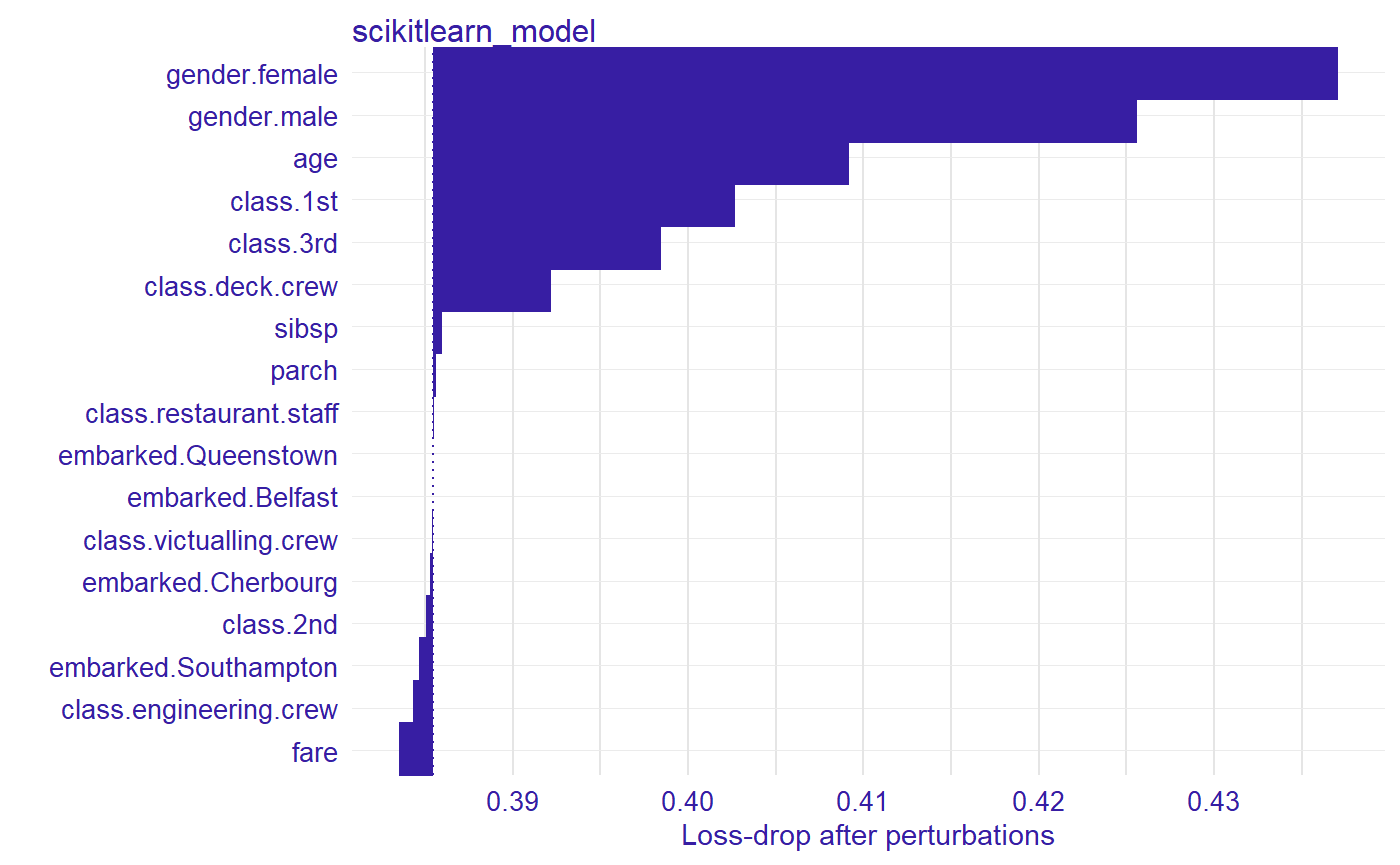 scikitlearn_model
gender.female
gender.male
age
class.1st
class.3rd
class.deck.crew
sibsp
parch
class.restaurant.staff
embarked.Queenstown
embarked.Belfast
class.victualling.crew
embarked.Cherbourg
class.2nd
embarked.Southampton
class.engineering.crew
fare
0.39 0.40 0.41 0.42 0.43
Loss-drop after perturbations